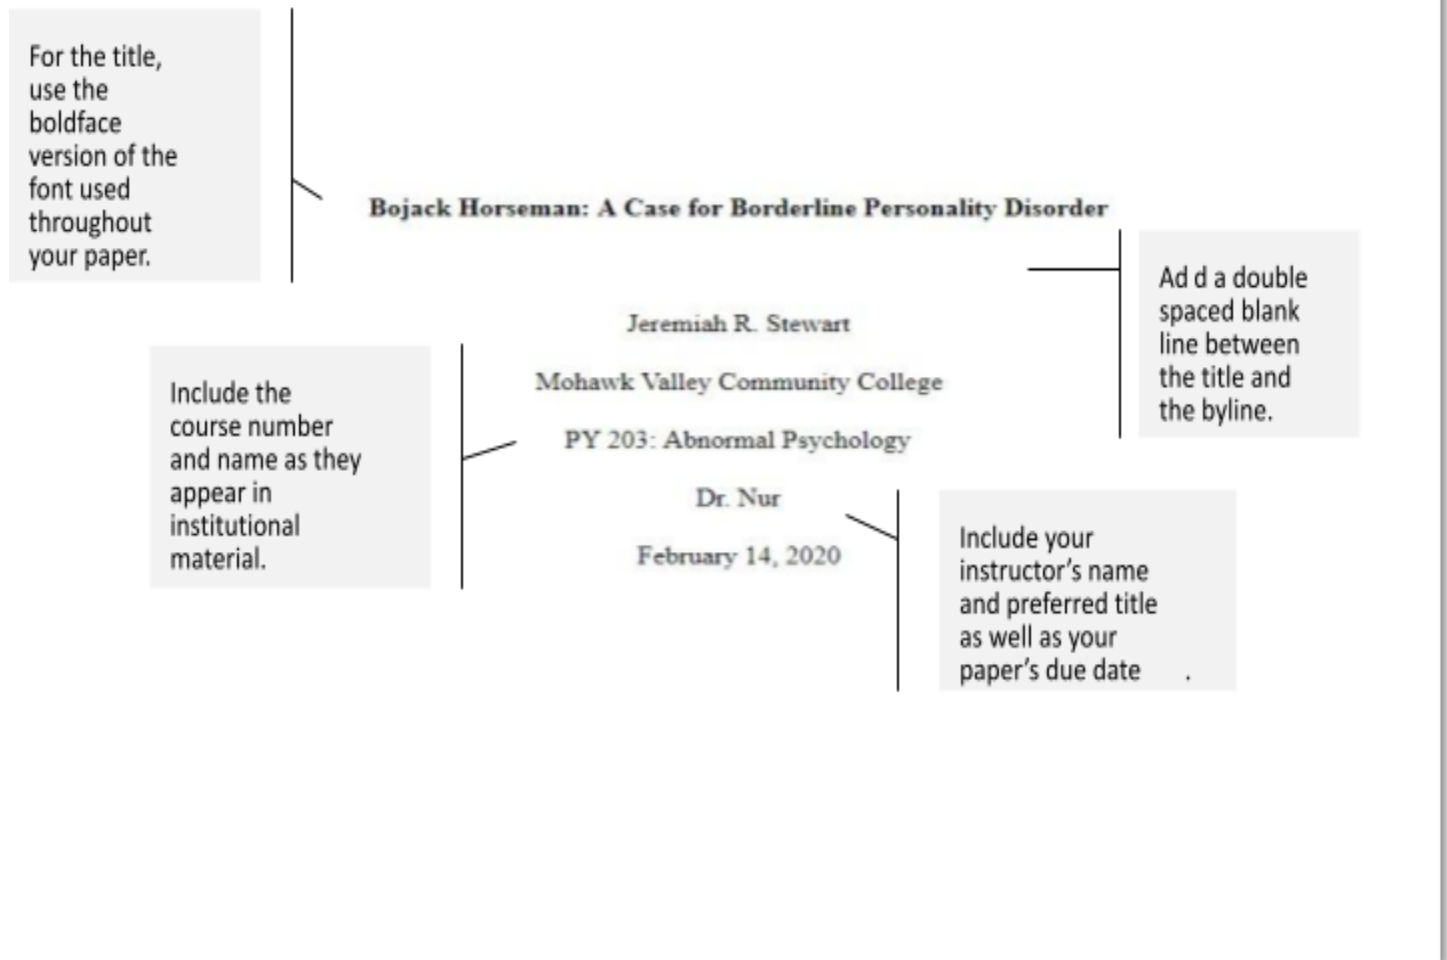 For the title,
use the
boldface
version of the
font used
throughout
your paper.
Bojack Horseman: A Case for Borderline Personality Disorder
Ad d a double
spaced blank
line between
the title and
the byline.
Jeremiah R. Stewart
Mohawk Valley Community College
PY 203: Abnormal Psychology
Dr. Nur
February 14, 2020
Include the
course number
and name as they
appear in
institutional
material.
Include your
instructor’s name
and preferred title
as well as your
paper’s due date .